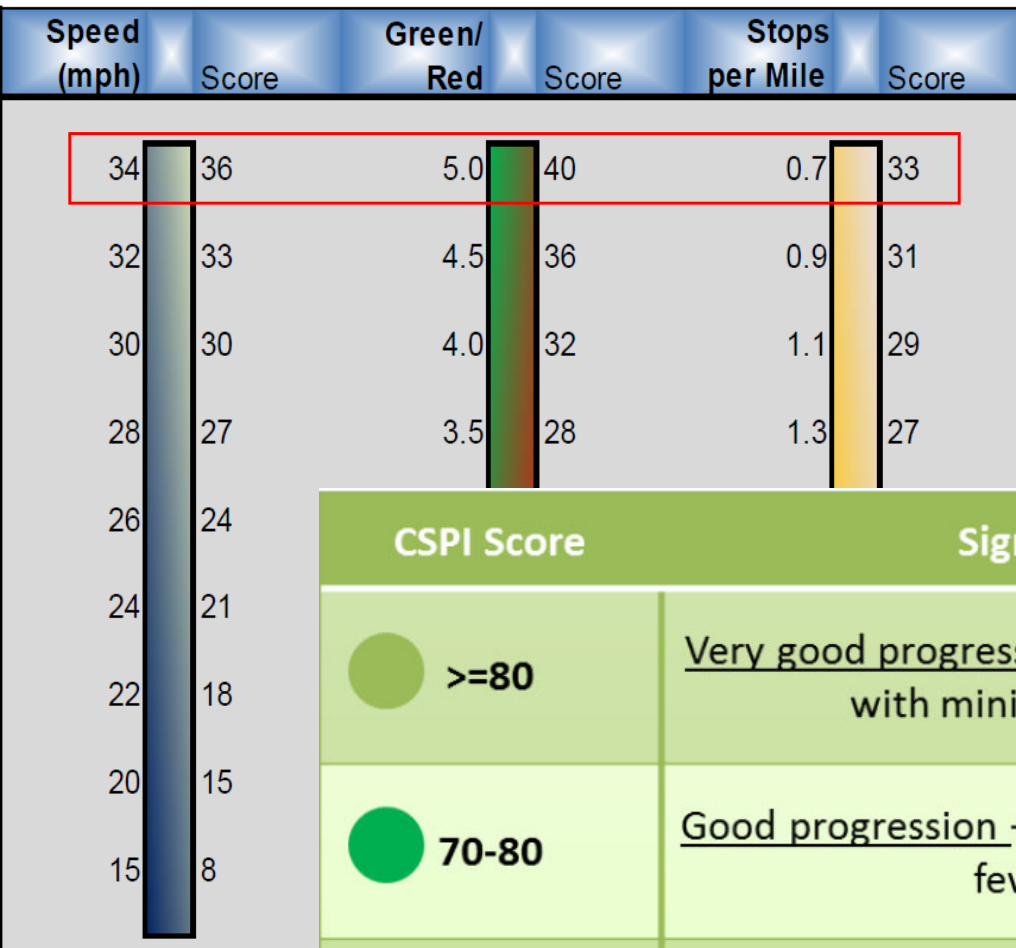 Speed (mph) Score Green/ Red Score Stops per Mile Score
34 36 5.0 40 0.7 33
32 33 4.5 36 0.9 31
30 30 4.0 32 1.1 29
28 27 3.5 28 1.3 27
26 24
24 21
22 18
20 15
15 8
CSPI Score
>=80 Very good
with
70-80 Good progression